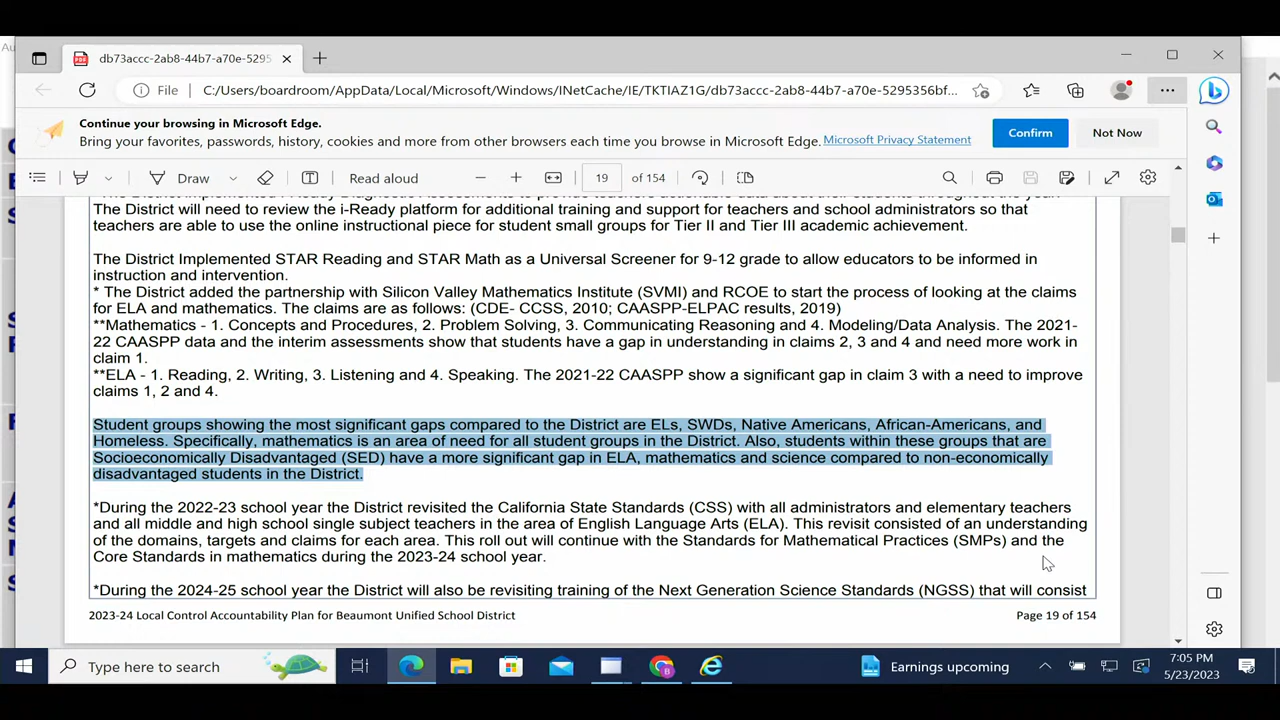 db73accc-2ab8-44b7-a70e-5295
File
C:/Users/boardroom/AppData/Local/Microsoft/Windows/INetCache/IE/TKTIAZ1G/db73accc-2ab8-44b7-a70e-5295356bf...
Continue your browsing in Microsoft Edge.
Bring your favorites, passwords, history, cookies and more from other browsers each time you browse in Microsoft Edge. Microsoft Privacy Statement
Confirm
Not Now
Draw
Read aloud
19 of 154
The District will need to review the i-Ready platform for additional training and support for teachers and school administrators so that
teachers are able to use the online instructional piece for student small groups for Tier II and Tier III academic achievement.
The District Implemented STAR Reading and STAR Math as a Universal Screener for 9-12 grade to allow educators to be informed in
instruction and intervention.
* The District added the partnership with Silicon Valley Mathematics Institute (SVMI) and RCOE to start the process of looking at the claims
for ELA and mathematics. The claims are as follows: (CDE- CCSS, 2010; CAASPP-ELPAC results, 2019)
**Mathematics - 1. Concepts and Procedures, 2. Problem Solving, 3. Communicating Reasoning and 4. Modeling/Data Analysis. The 2021-
22 CAASPP data and the interim assessments show that students have a gap in understanding in claims 2, 3 and 4 and need more work in
claim 1.
**ELA - 1. Reading, 2. Writing, 3. Listening and 4. Speaking. The 2021-22 CAASPP show a significant gap in claim 3 with a need to improve
claims 1, 2 and 4.
Student groups showing the most significant gaps compared to the District are ELs, SWDs, Native Americans, African-Americans, and
Homeless. Specifically, mathematics is an area of need for all student groups in the District. Also, students within these groups that are
Socioeconomically Disadvantaged (SED) have a more significant gap in ELA, mathematics and science compared to non-economically
disadvantaged students in the District.
*During the 2022-23 school year the District revisited the California State Standards (CSS) with all administrators and elementary teachers
and all middle and high school single subject teachers in the area of English Language Arts (ELA). This revisit consisted of an understanding
of the domains, targets and claims for each area. This roll out will continue with the Standards for Mathematical Practices (SMPs) and the
Core Standards in mathematics during the 2023-24 school year.
*During the 2024-25 school year the District will also be revisiting training of the Next Generation Science Standards (NGSS) that will consist
2023-24 Local Control Accountability Plan for Beaumont Unified School District
Page 19 of 154
Type here to search
Earnings upcoming
7:05 PM
5/23/2023